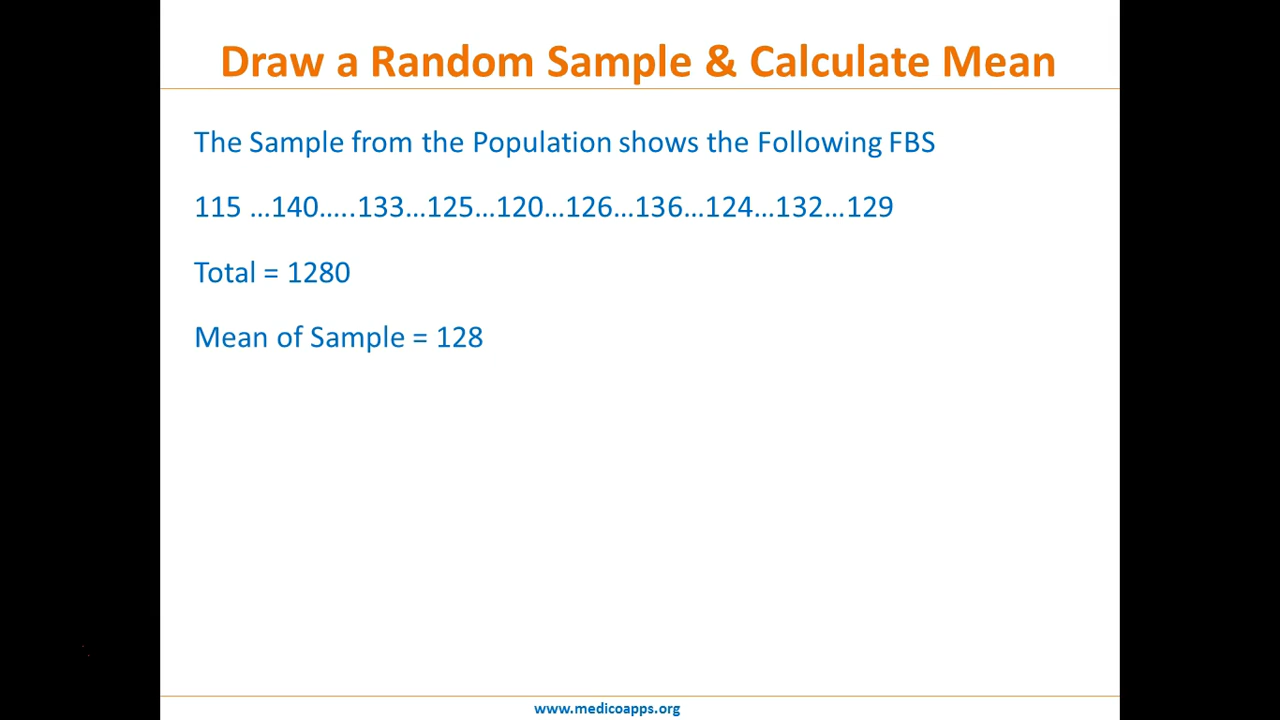 Draw a Random Sample & Calculate Mean
The Sample from the Population shows the Following FBS
115 ...140.....133...125...120...126...136...124...132...129
Total = 1280
Mean of Sample = 128
www.medicoapps.org